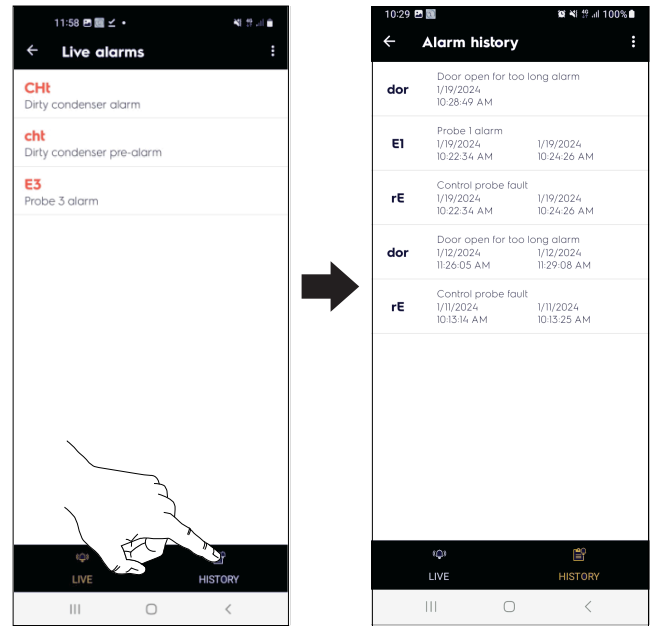 11:58
Live alarms
CHt
Dirty condenser alarm
cht
Dirty condenser pre-alarm
E3
Probe 3 alarm
LIVE
HISTORY
10:29
100%
Alarm history
dor
Door open for too long alarm
1/19/2024
10:28:49 AM
E1
Probe 1 alarm
1/19/2024 1/19/2024
10:22:34 AM 10:24:26 AM
rE
Control probe fault
1/19/2024 1/19/2024
10:22:34 AM 10:24:26 AM
dor
Door open for too long alarm
1/12/2024 1/12/2024
11:26:05 AM 11:29:08 AM
rE
Control probe fault
1/11/2024 1/11/2024
10:13:14 AM 10:13:25 AM
LIVE
HISTORY